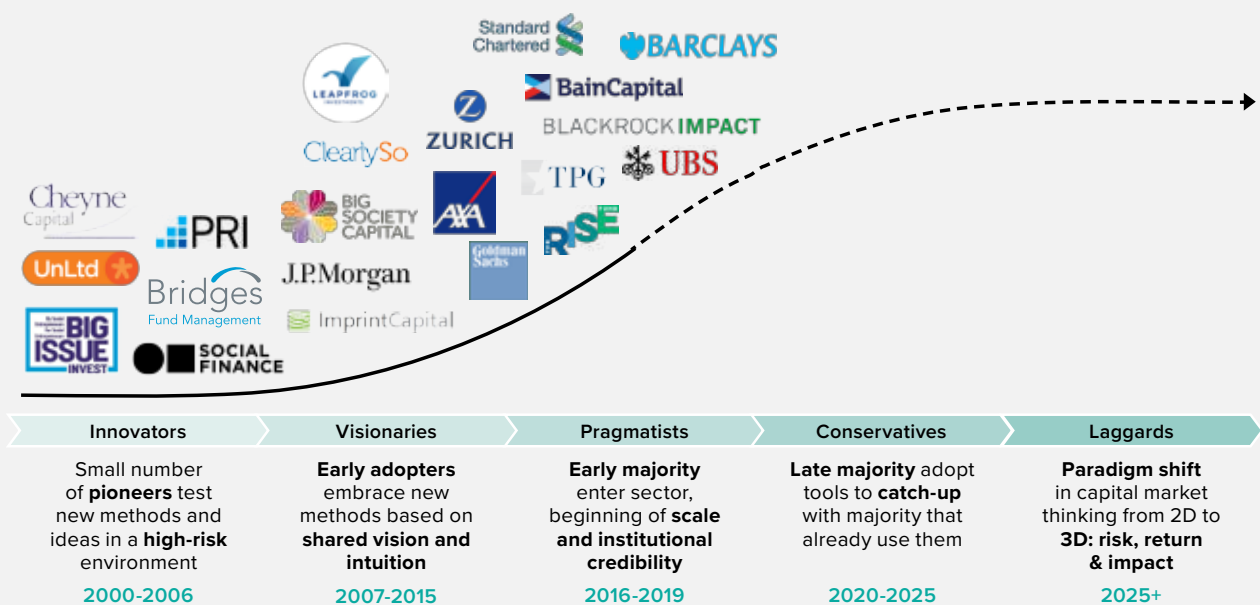 Standard
Chartered
BARCLAYS
LEAPFROG
INVESTMENTS
BainCapital
ZURICH
BLACKROCK IMPACT
ClearlySo
UBS
TPG
Cheyne
Capital
PRI
BIG
SOCIETY
CAPITAL
AXA
RISE
UnLtd
Bridges
Fund Management
J.P.Morgan
Goldman
Sachs
BIG
ISSUE
INVEST
SOCIAL
FINANCE
ImprintCapital
Innovators
Small number
of pioneers test
new methods and
ideas in a high-risk
environment
2000-2006
Visionaries
Early adopters
embrace new
methods based on
shared vision and
intuition
2007-2015
Pragmatists
Early majority
enter sector,
beginning of scale
and institutional
credibility
2016-2019
Conservatives
Late majority adopt
tools to catch-up
with majority that
already use them
2020-2025
Laggards
Paradigm shift
in capital market
thinking from 2D to
3D: risk, return
& impact
2025+